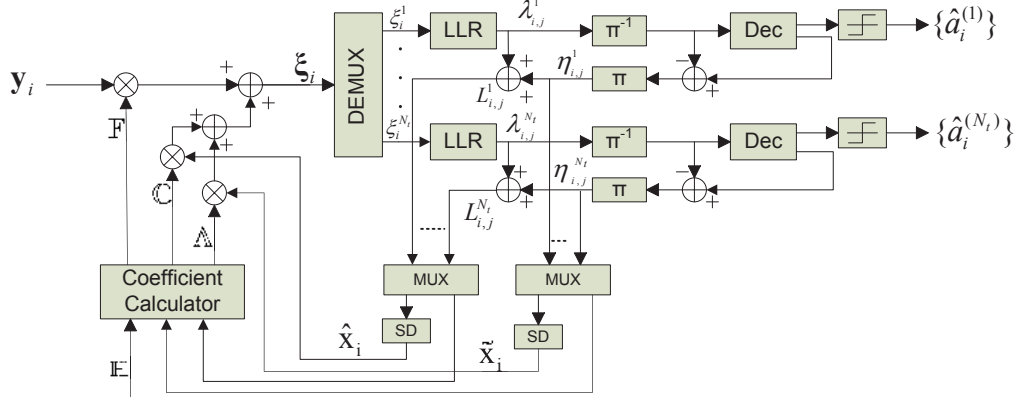 ξ_i^1
LLR
λ_{i,j}^1
π^{-1}
Dec
{â_i^{(1)}}
y_i
+
+
ξ_i
DEMUX
+
L_{i,j}^1
+
η_{i,j}^1
π
−
+
𝔽
+
+
ξ_i^{N_t}
LLR
λ_{i,j}^{N_t}
π^{-1}
Dec
{â_i^{(N_t)}}
ℂ
+
L_{i,j}^{N_t}
+
η_{i,j}^{N_t}
π
−
+
Λ
.....
...
Coefficient
Calculator
MUX
MUX
SD
SD
x̂_i
x̃_i
𝔼